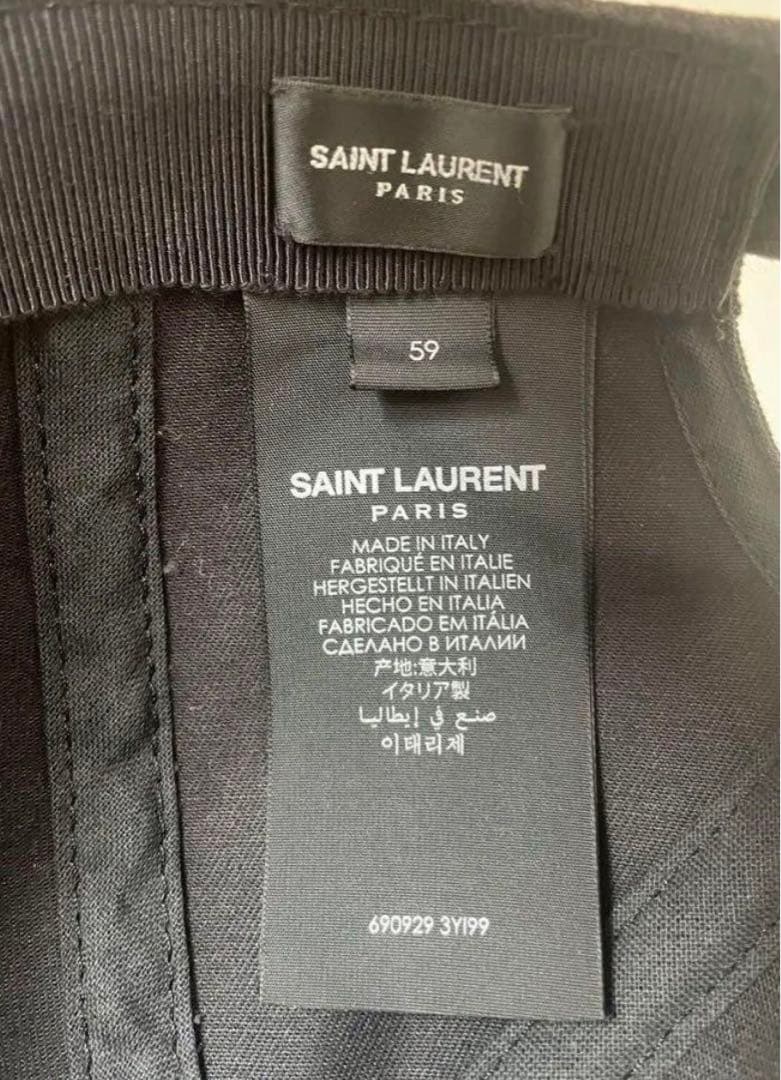 SAINT LAURENT
PARIS
59
SAINT LAURENT
PARIS
MADE IN ITALY
FABRIQUÉ EN ITALIE
HERGESTELLT IN ITALIEN
HECHO EN ITALIA
FABRICADO EM ITÁLIA
СДЕЛАНО В ИТАЛИИ
产地:意大利
イタリア製
صنع في إيطاليا
이태리제
690929 3YI99